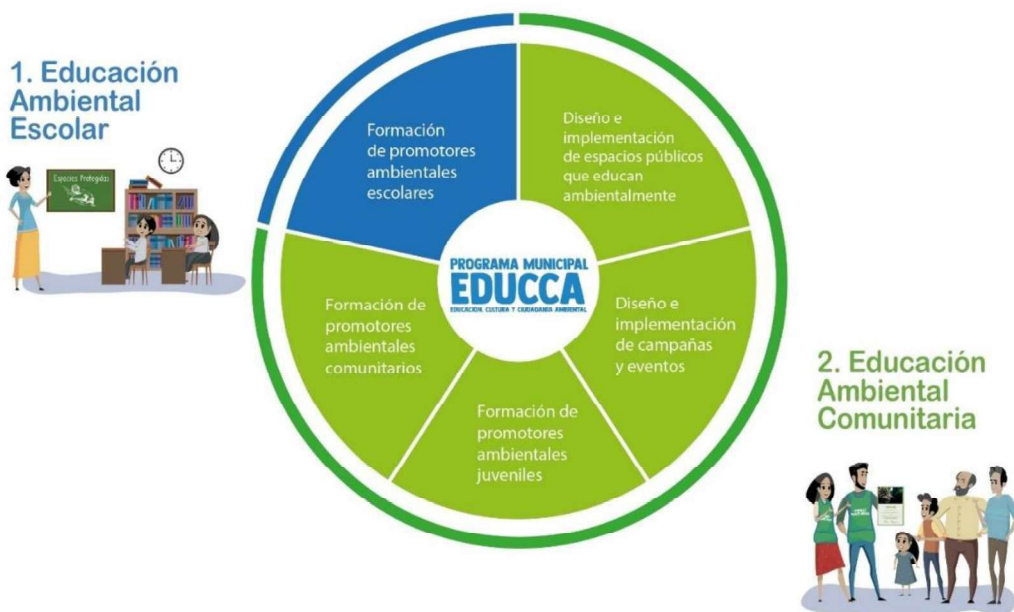 1. Educación
Ambiental
Escolar
Espacios Protegidos
Formación
de promotores
ambientales
escolares
Diseño e
implementación
de espacios públicos
que educan
ambientalmente
PROGRAMA MUNICIPAL
EDUCCA
EDUCACIÓN, CULTURA Y CIUDADANÍA AMBIENTAL
Formación de
promotores
ambientales
comunitarios
Diseño e
implementación
de campañas
y eventos
Formación de
promotores
ambientales
juveniles
2. Educación
Ambiental
Comunitaria